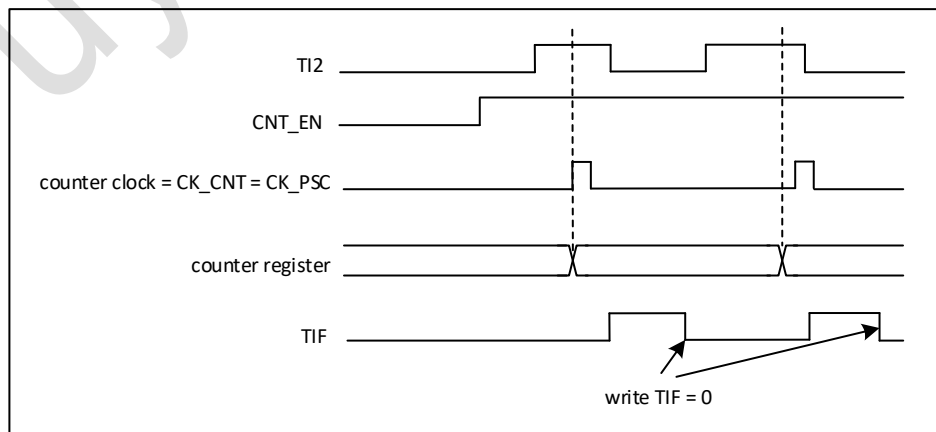 TI2
CNT_EN
counter clock = CK_CNT = CK_PSC
counter register
TIF
write TIF = 0